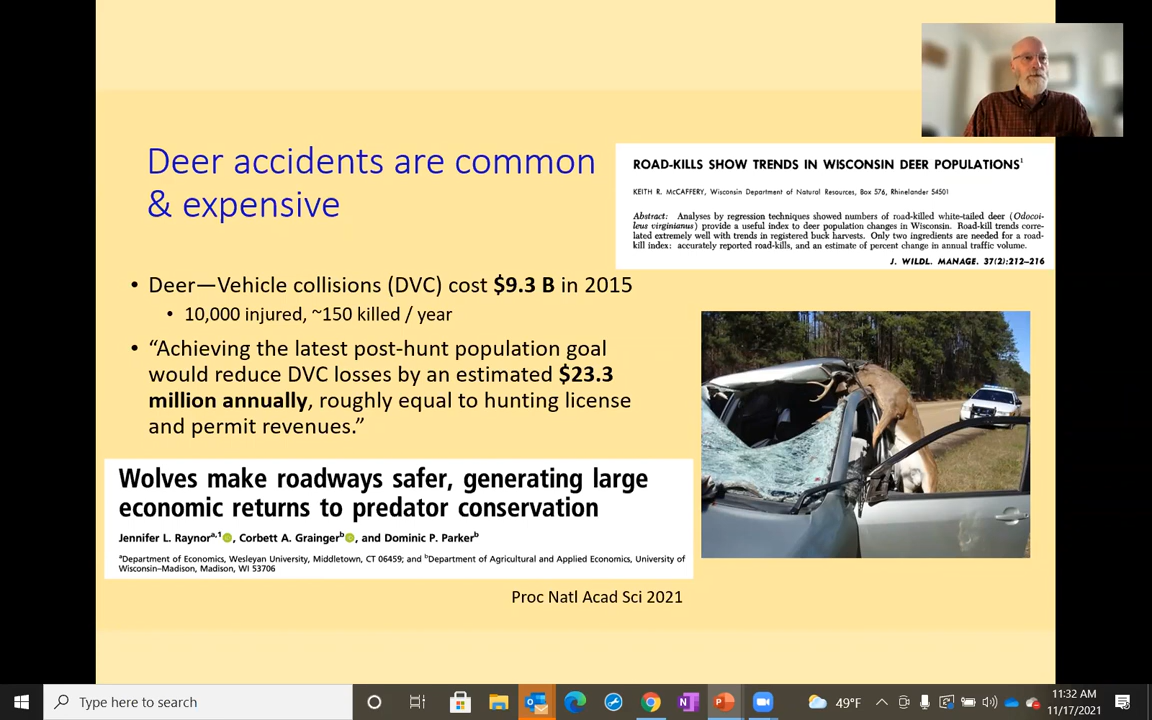 Deer accidents are common
& expensive
ROAD-KILLS SHOW TRENDS IN WISCONSIN DEER POPULATIONS¹
KEITH R. McCAFFERY, Wisconsin Department of Natural Resources, Box 576, Rhinelander 54501
Abstract: Analyses by regression techniques showed numbers of road-killed white-tailed deer (Odocoi-
leus virginianus) provide a useful index to deer population changes in Wisconsin. Road-kill trends corre-
lated extremely well with trends in registered buck harvests. Only two ingredients are needed for a road-
kill index: accurately reported road-kills, and an estimate of percent change in annual traffic volume.
J. WILDL. MANAGE. 37(2):212–216
• Deer—Vehicle collisions (DVC) cost $9.3 B in 2015
• 10,000 injured, ~150 killed / year
• “Achieving the latest post-hunt population goal
would reduce DVC losses by an estimated $23.3
million annually, roughly equal to hunting license
and permit revenues.”
Wolves make roadways safer, generating large
economic returns to predator conservation
Jennifer L. Raynorᵃ,¹, Corbett A. Graingerᵇ, and Dominic P. Parkerᵇ
ᵃDepartment of Economics, Wesleyan University, Middletown, CT 06459; and ᵇDepartment of Agricultural and Applied Economics, University of
Wisconsin–Madison, Madison, WI 53706
Proc Natl Acad Sci 2021
Type here to search
49°F
11:32 AM
11/17/2021